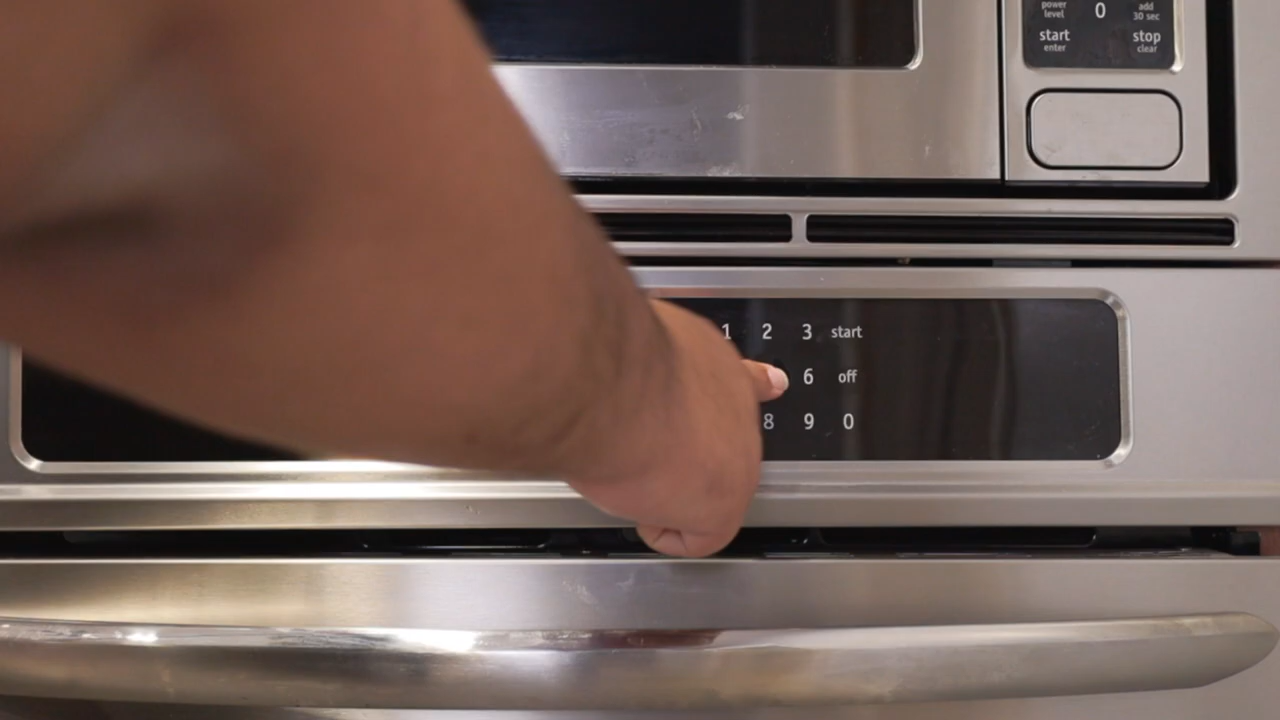 power level 0 add 30 sec
start enter stop clear
1 2 3 start
6 off
8 9 0